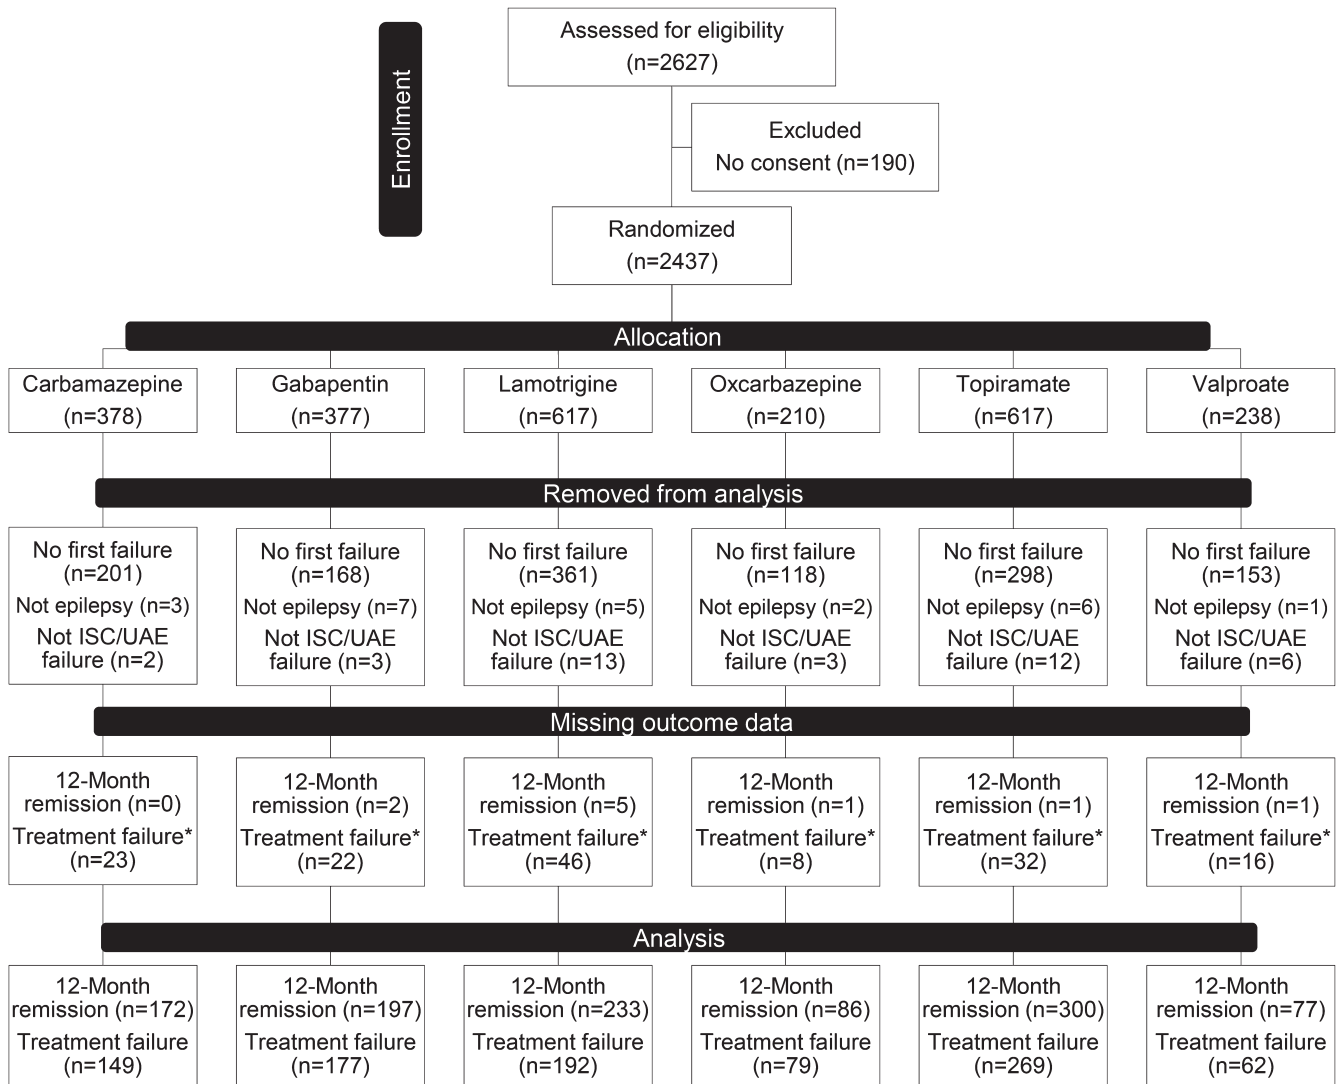 Assessed for eligibility
(n=2627)
Enrollment
Excluded
No consent (n=190)
Randomized
(n=2437)
Allocation
Carbamazepine
(n=378)
Gabapentin
(n=377)
Lamotrigine
(n=617)
Oxcarbazepine
(n=210)
Topiramate
(n=617)
Valproate
(n=238)
Removed from analysis
No first failure
(n=201)
Not epilepsy (n=3)
Not ISC/UAE
failure (n=2)
No first failure
(n=168)
Not epilepsy (n=7)
Not ISC/UAE
failure (n=3)
No first failure
(n=361)
Not epilepsy (n=5)
Not ISC/UAE
failure (n=13)
No first failure
(n=118)
Not epilepsy (n=2)
Not ISC/UAE
failure (n=3)
No first failure
(n=298)
Not epilepsy (n=6)
Not ISC/UAE
failure (n=12)
No first failure
(n=153)
Not epilepsy (n=1)
Not ISC/UAE
failure (n=6)
Missing outcome data
12-Month
remission (n=0)
Treatment failure*
(n=23)
12-Month
remission (n=2)
Treatment failure*
(n=22)
12-Month
remission (n=5)
Treatment failure*
(n=46)
12-Month
remission (n=1)
Treatment failure*
(n=8)
12-Month
remission (n=1)
Treatment failure*
(n=32)
12-Month
remission (n=1)
Treatment failure*
(n=16)
Analysis
12-Month
remission (n=172)
Treatment failure
(n=149)
12-Month
remission (n=197)
Treatment failure
(n=177)
12-Month
remission (n=233)
Treatment failure
(n=192)
12-Month
remission (n=86)
Treatment failure
(n=79)
12-Month
remission (n=300)
Treatment failure
(n=269)
12-Month
remission (n=77)
Treatment failure
(n=62)